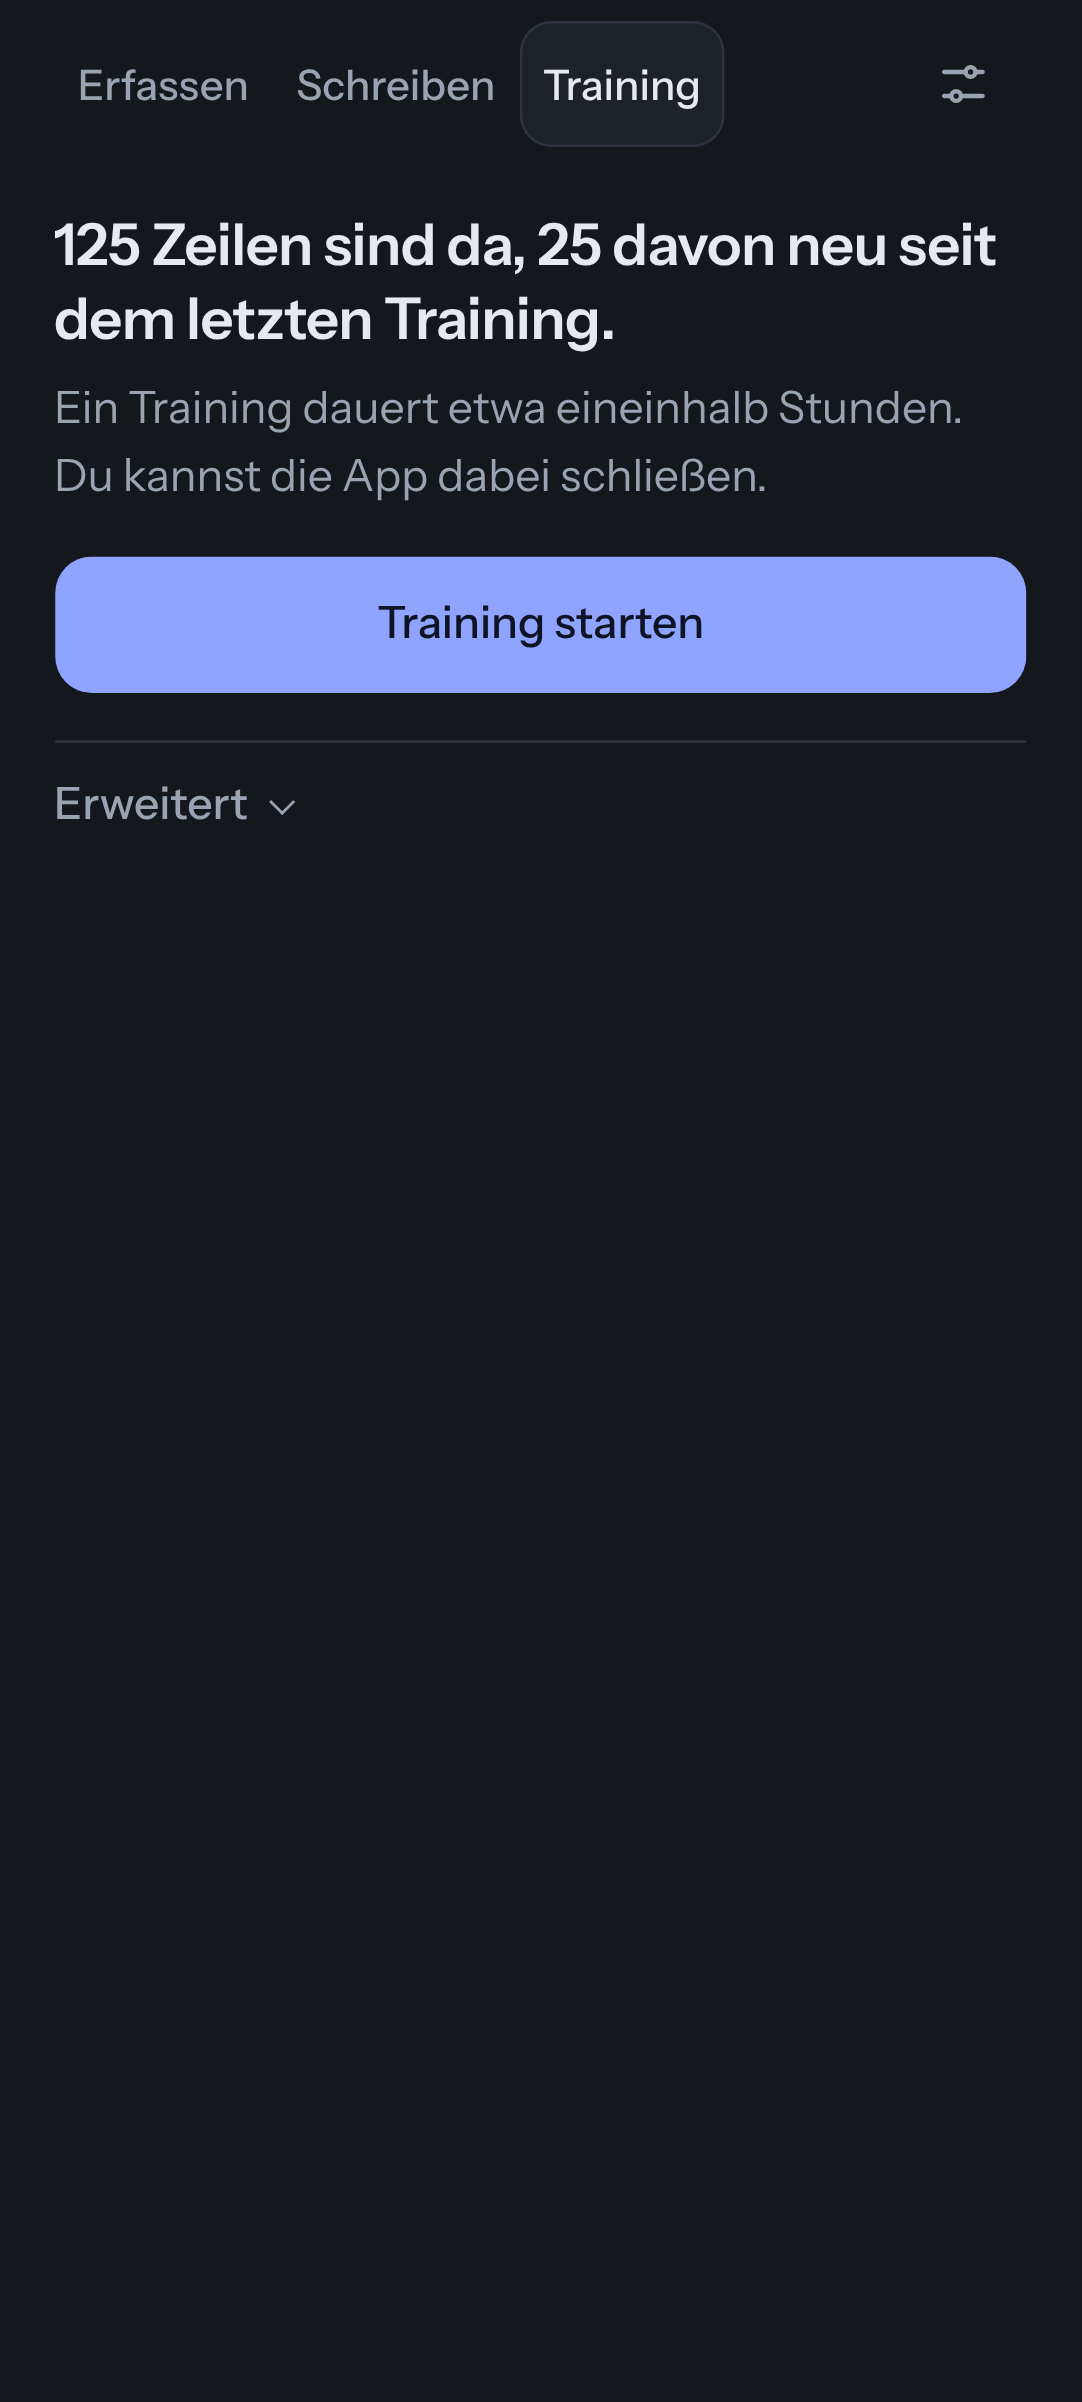 Erfassen Schreiben Training
125 Zeilen sind da, 25 davon neu seit
dem letzten Training.
Ein Training dauert etwa eineinhalb Stunden.
Du kannst die App dabei schließen.
Training starten
Erweitert